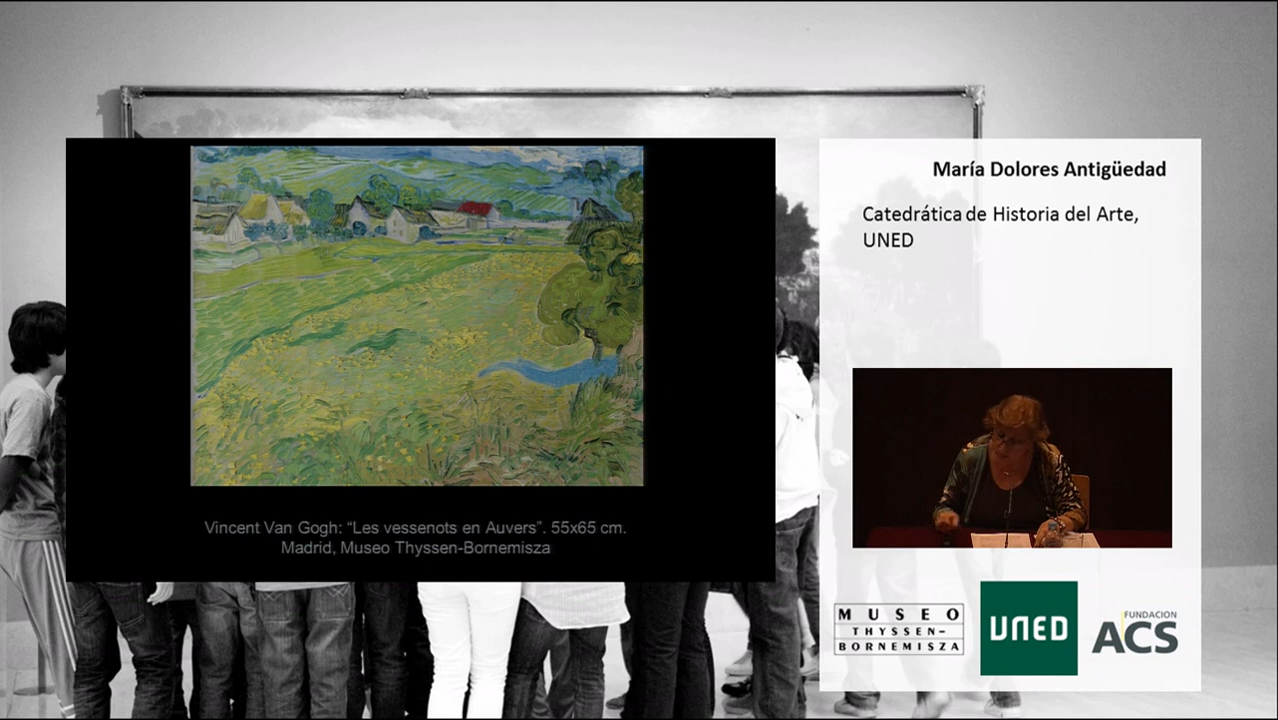 Vincent Van Gogh: “Les vessenots en Auvers”. 55x65 cm.
Madrid, Museo Thyssen-Bornemisza
María Dolores Antigüedad
Catedrática de Historia del Arte,
UNED
MUSEO
THYSSEN-
BORNEMISZA
UNED
FUNDACION
ACS